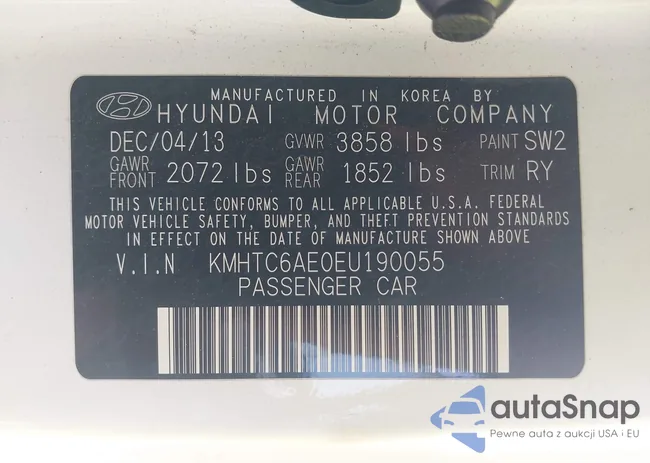 MANUFACTURED IN KOREA BY
HYUNDAI MOTOR COMPANY
DEC/04/13 GVWR 3858 lbs PAINT SW2
GAWR FRONT 2072 lbs GAWR REAR 1852 lbs TRIM RY
THIS VEHICLE CONFORMS TO ALL APPLICABLE U.S.A. FEDERAL
MOTOR VEHICLE SAFETY, BUMPER, AND THEFT PREVENTION STANDARDS
IN EFFECT ON THE DATE OF MANUFACTURE SHOWN ABOVE
V.I.N KMHTC6AE0EU190055
PASSENGER CAR
autoSnap
Pewne auta z aukcji USA i EU